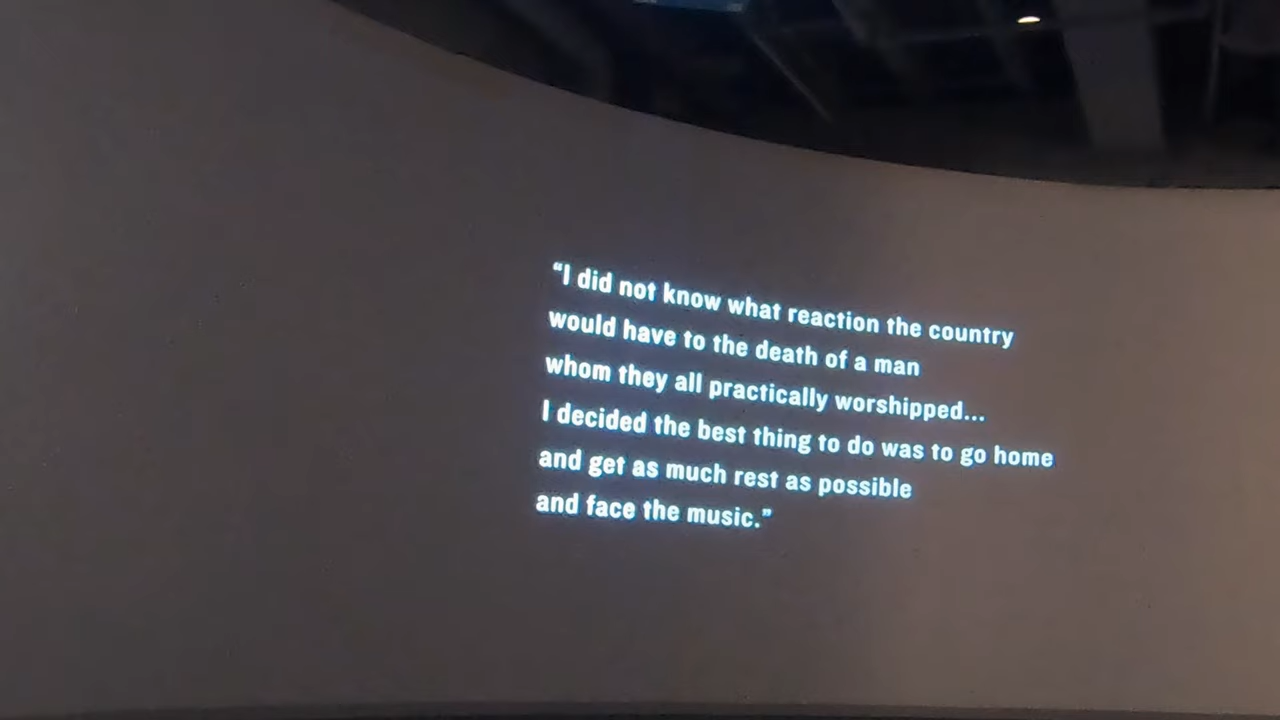 “I did not know what reaction the country
would have to the death of a man
whom they all practically worshipped...
I decided the best thing to do was to go home
and get as much rest as possible
and face the music.”